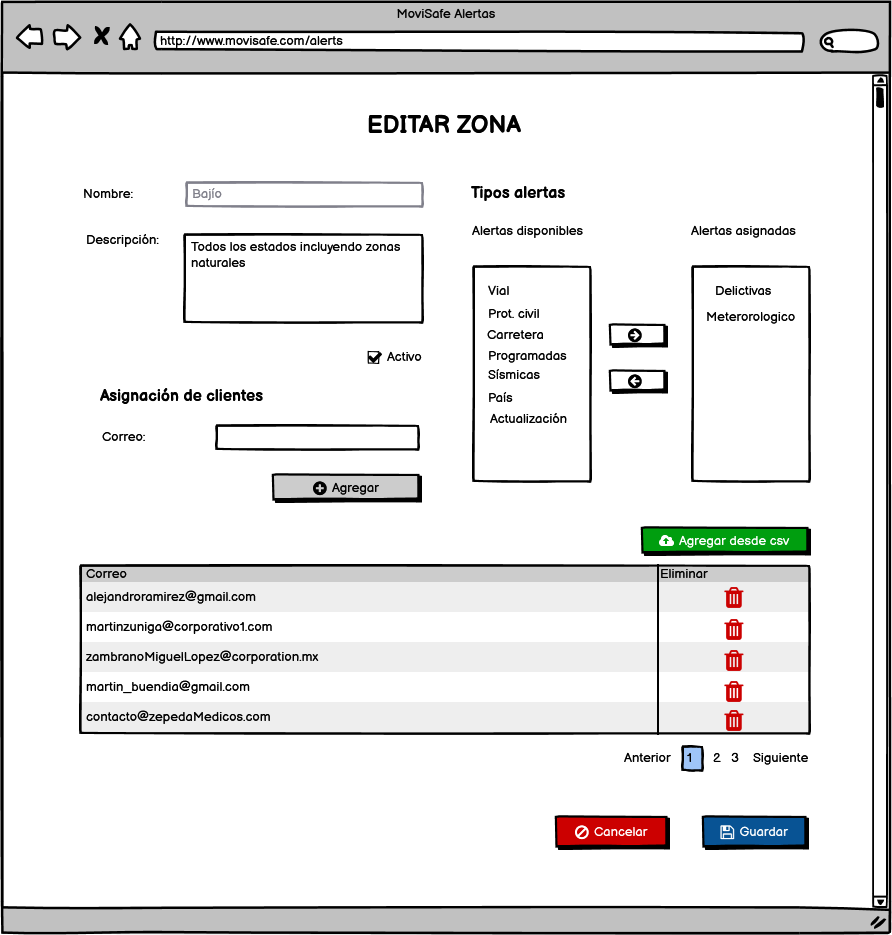 MoviSafe Alertas
http://www.movisafe.com/alerts
EDITAR ZONA
Nombre:
Bajío
Descripción:
Todos los estados incluyendo zonas
naturales
Activo
Asignación de clientes
Correo:
Agregar
Tipos alertas
Alertas disponibles
Vial
Prot. civil
Carretera
Programadas
Sísmicas
País
Actualización
Alertas asignadas
Delictivas
Meterorologico
Agregar desde csv
Correo Eliminar
alejandroramirez@gmail.com
martinzuniga@corporativo1.com
zambranoMiguelLopez@corporation.mx
martin_buendia@gmail.com
contacto@zepedaMedicos.com
Anterior 1 2 3 Siguiente
Cancelar Guardar